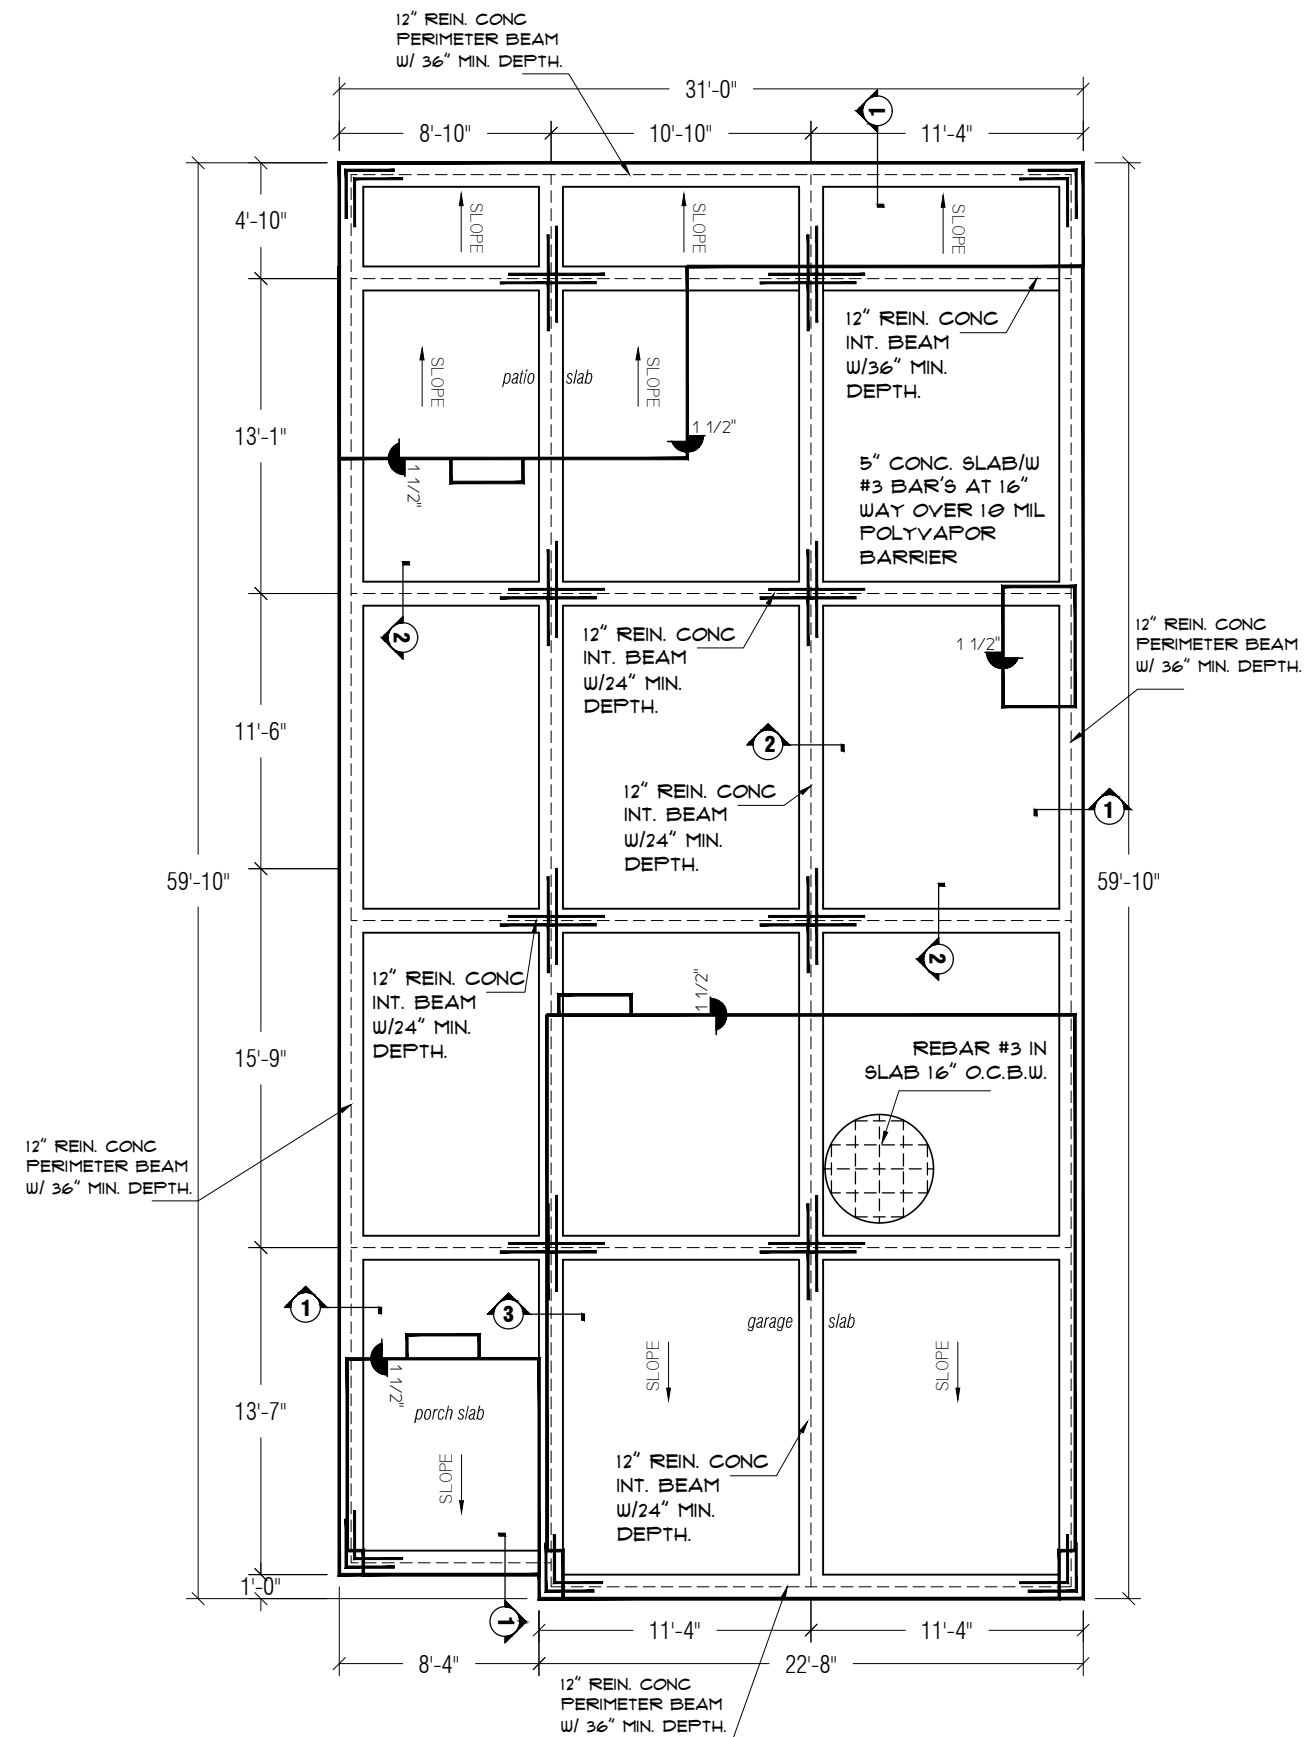 12" REIN. CONC
PERIMETER BEAM
W/ 36" MIN. DEPTH.
31'-0"
1
8'-10"
10'-10"
11'-4"
4'-10"
SLOPE
SLOPE
SLOPE
12" REIN. CONC
INT. BEAM
W/36" MIN.
DEPTH.
13'-1"
SLOPE
patio
slab
SLOPE
1 1/2"
1 1/2"
5" CONC. SLAB/W
#3 BAR'S AT 16"
WAY OVER 10 MIL
POLYVAPOR
BARRIER
2
12" REIN. CONC
INT. BEAM
W/24" MIN.
DEPTH.
1 1/2"
12" REIN. CONC
PERIMETER BEAM
W/ 36" MIN. DEPTH.
11'-6"
2
12" REIN. CONC
INT. BEAM
W/24" MIN.
DEPTH.
1
59'-10"
59'-10"
2
12" REIN. CONC
INT. BEAM
W/24" MIN.
DEPTH.
1 1/2"
15'-9"
REBAR #3 IN
SLAB 16" O.C.B.W.
12" REIN. CONC
PERIMETER BEAM
W/ 36" MIN. DEPTH.
1
3
garage
slab
1 1/2"
SLOPE
SLOPE
13'-7"
porch slab
SLOPE
12" REIN. CONC
INT. BEAM
W/24" MIN.
DEPTH.
1'-0"
1
11'-4"
11'-4"
8'-4"
22'-8"
12" REIN. CONC
PERIMETER BEAM
W/ 36" MIN. DEPTH.